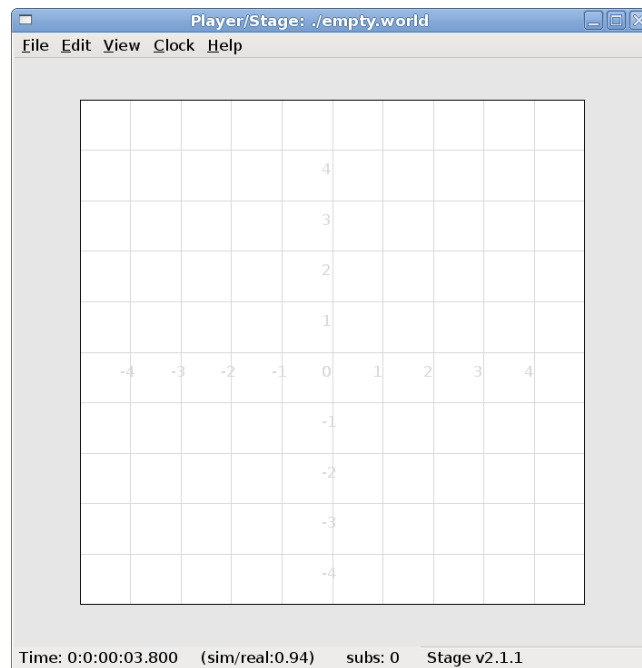 Player/Stage: ./empty.world
File Edit View Clock Help
4
3
2
1
-4 -3 -2 -1 0 1 2 3 4
-1
-2
-3
-4
Time: 0:0:00:03.800 (sim/real:0.94) subs: 0 Stage v2.1.1